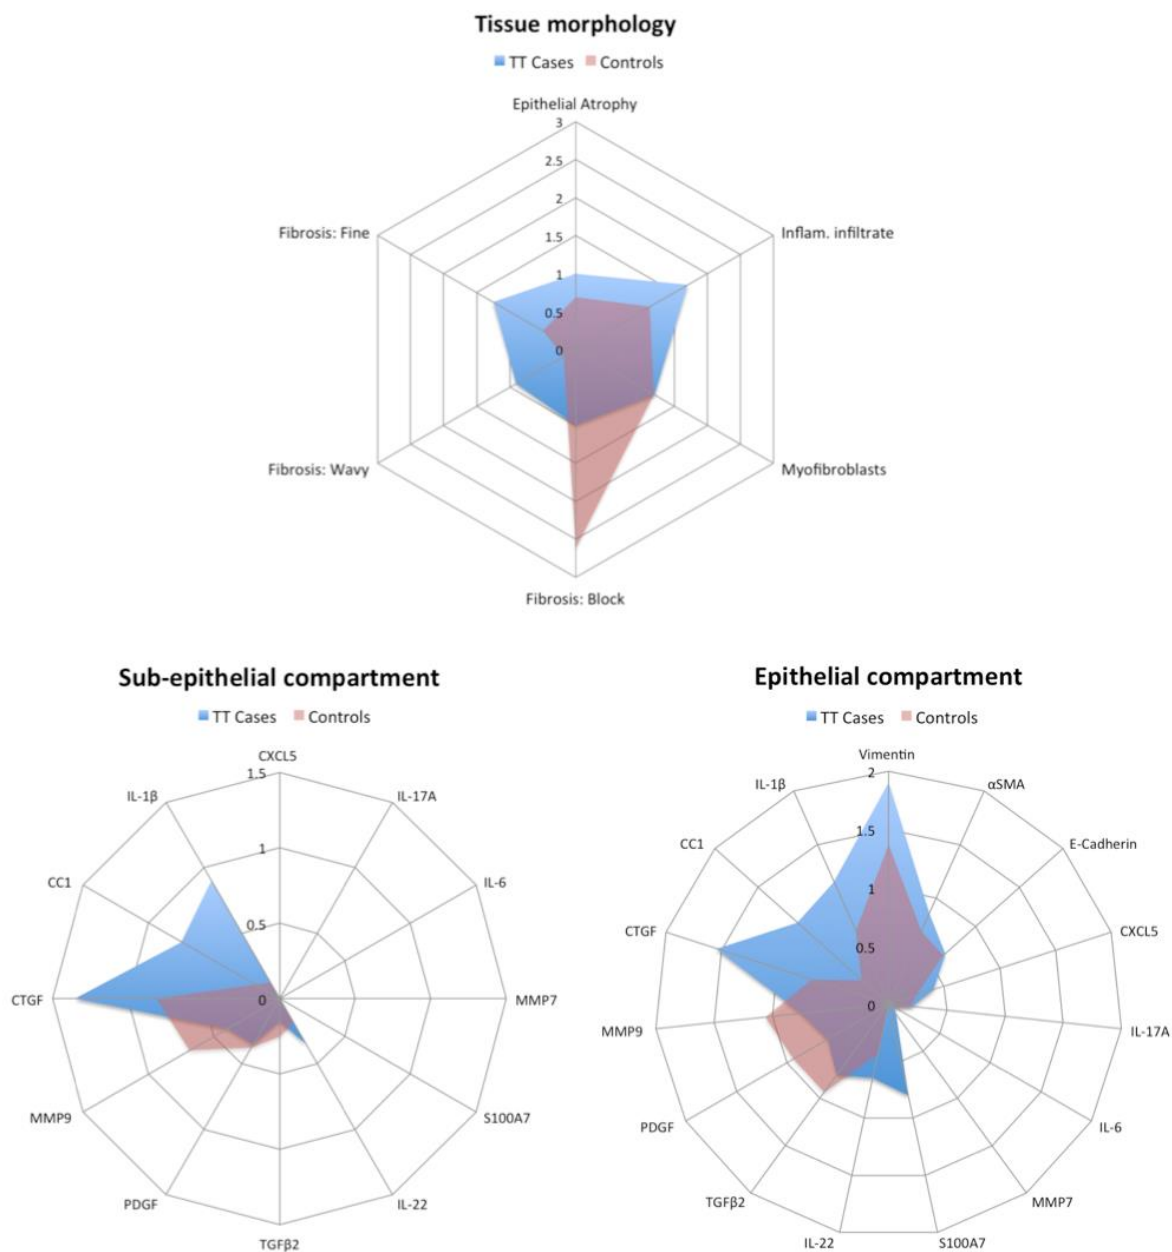 Tissue morphology
TT Cases Controls
Epithelial Atrophy
3
2.5
2
1.5
1
0.5
0
Fibrosis: Fine
Inflam. infiltrate
Fibrosis: Wavy
Myofibroblasts
Fibrosis: Block
Sub-epithelial compartment
TT Cases Controls
CXCL5
1.5
1
0.5
0
IL-1β
IL-17A
CC1
IL-6
CTGF
MMP7
MMP9
S100A7
PDGF
IL-22
TGFβ2
Epithelial compartment
TT Cases Controls
Vimentin
2
1.5
1
0.5
0
IL-1β
αSMA
CC1
E-Cadherin
CTGF
CXCL5
MMP9
IL-17A
PDGF
IL-6
TGFβ2
MMP7
IL-22
S100A7